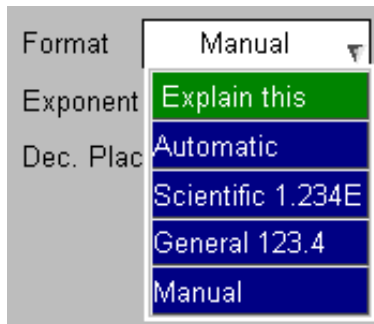 Format Manual
Exponent Explain this
Dec. Plac Automatic
Scientific 1.234E
General 123.4
Manual